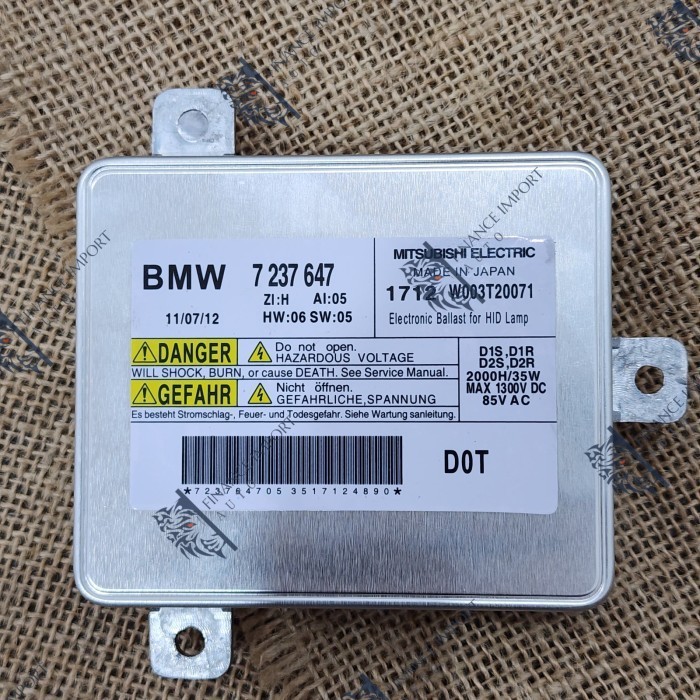 BMW 7 237 647
ZI:H AI:05
11/07/12 HW:06 SW:05
MITSUBISHI ELECTRIC
MADE IN JAPAN
1712 W003T20071
Electronic Ballast for HID Lamp
DANGER Do not open.
HAZARDOUS VOLTAGE
WILL SHOCK, BURN, or cause DEATH. See Service Manual.
GEFAHR Nicht öffnen.
GEFAHRLICHE,SPANNUNG
Es besteht Stromschlag-, Feuer- und Todesgefahr. Siehe Wartung sanleitung.
D1S,D1R
D2S,D2R
2000H/35W
MAX 1300V DC
85V AC
D0T
FINANCE IMPORT
AUTO